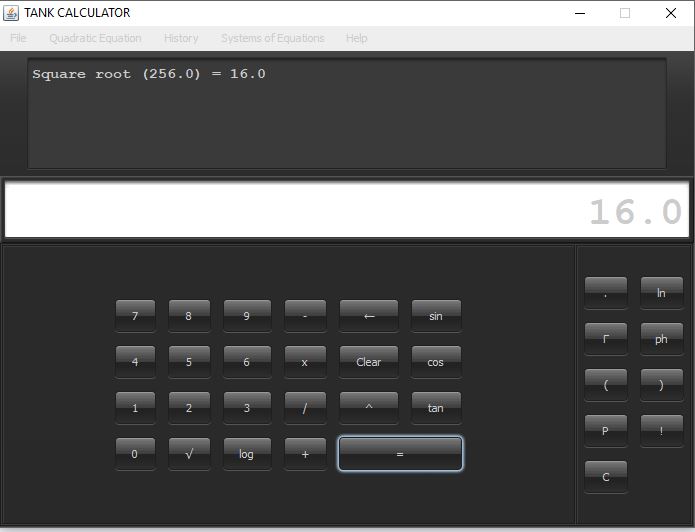 TANK CALCULATOR
File Quadratic Equation History Systems of Equations Help
Square root (256.0) = 16.0
16.0
7 8 9 - ← sin
4 5 6 x Clear cos
1 2 3 / ^ tan
0 √ log + =
. ln
Γ ph
( )
P !
C